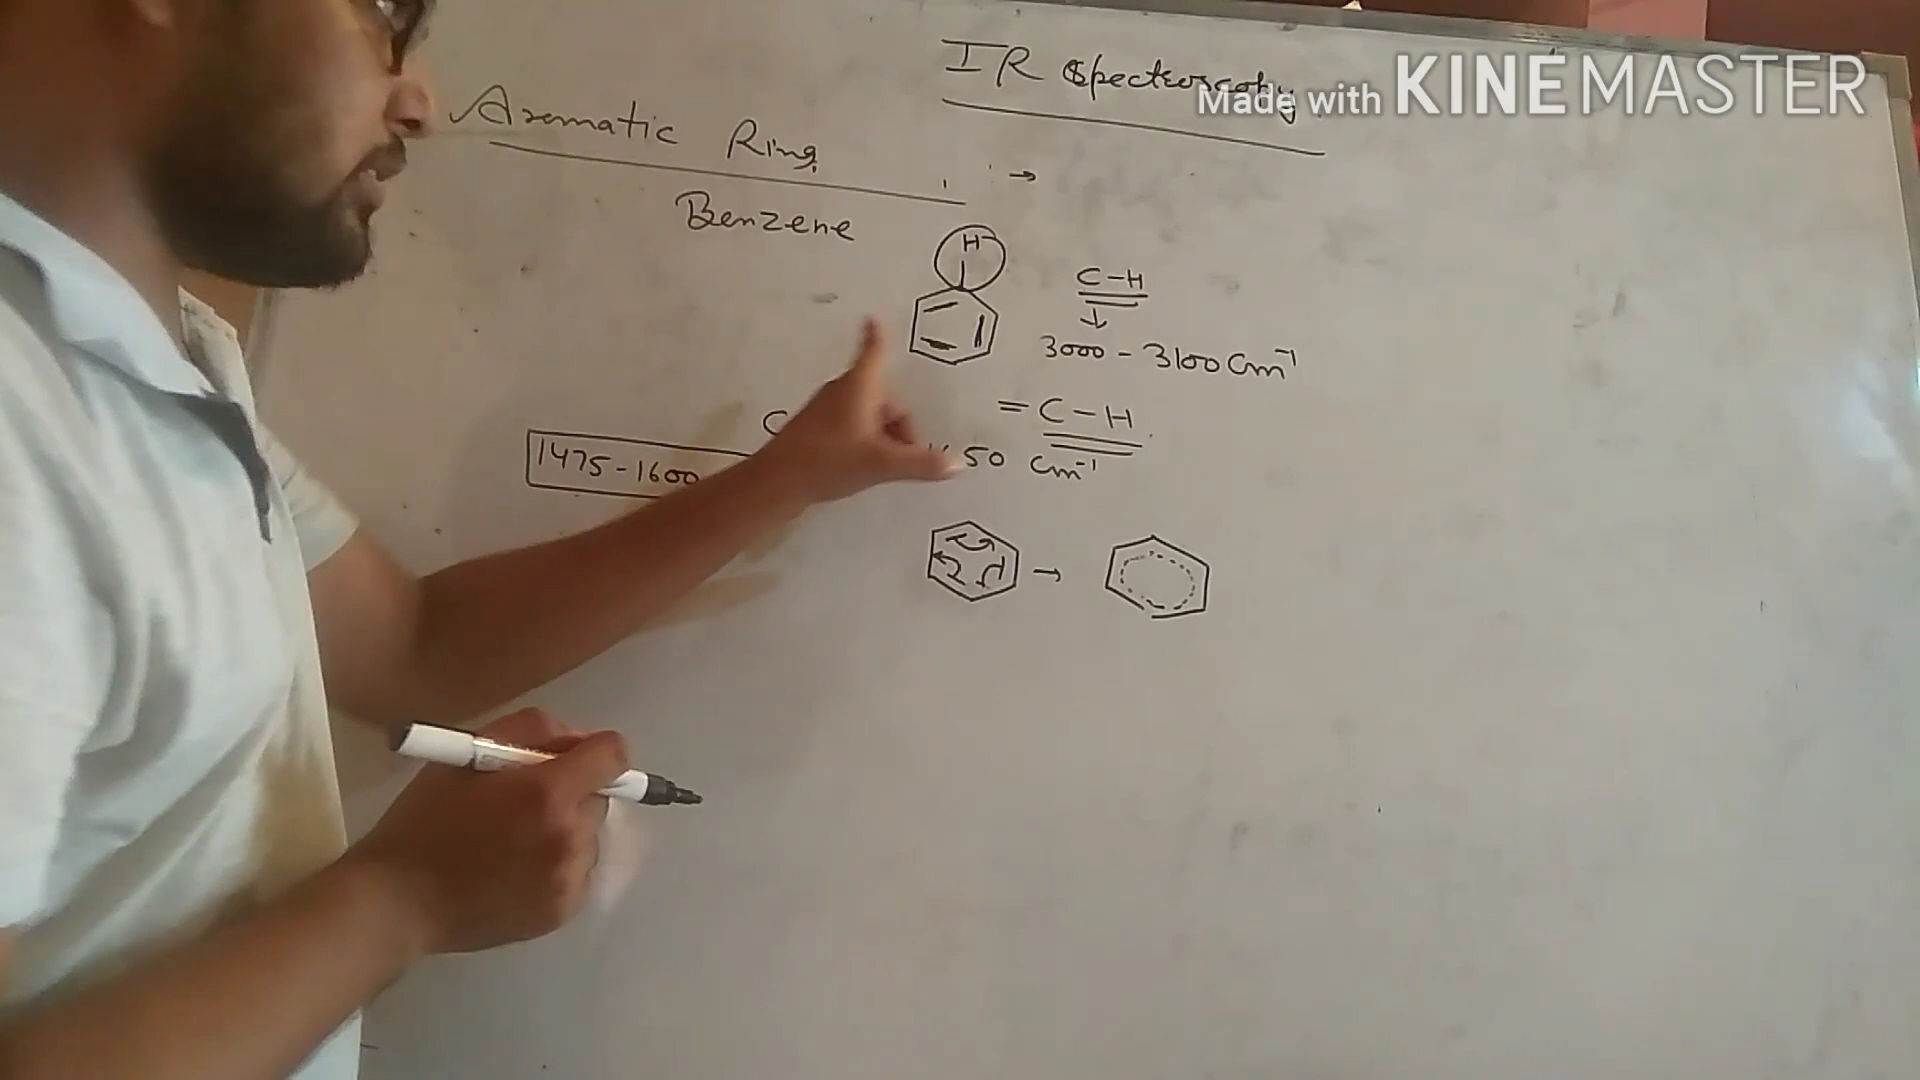 IR Spectroscopy
Made with KINEMASTER
Aromatic Ring
→
Benzene
H
C-H
↓
3000 - 3100 cm⁻¹
= C-H
1475-1600
50 cm⁻¹
→